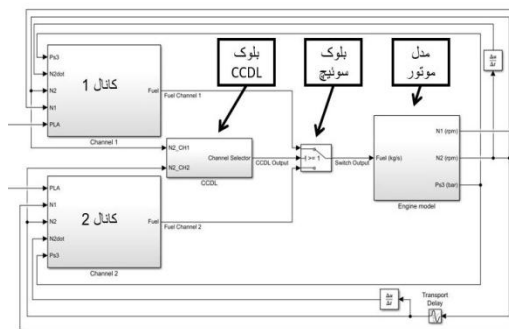 Ps3
N2dot
N2
N1
PLA
کانال 1
Fuel
Fuel Channel 1
Channel 1
بلوک
CCDL
بلوک
سوئیچ
مدل
موتور
N2_CH1
N2_CH2
Channel Selector
CCDL Output
CCDL
Switch Output
Fuel (kg/s)
N1 (rpm)
N2 (rpm)
Ps3 (bar)
Engine model
PLA
N1
N2
N2dot
Ps3
کانال 2
Fuel
Fuel Channel 2
Channel 2
Transport
Delay